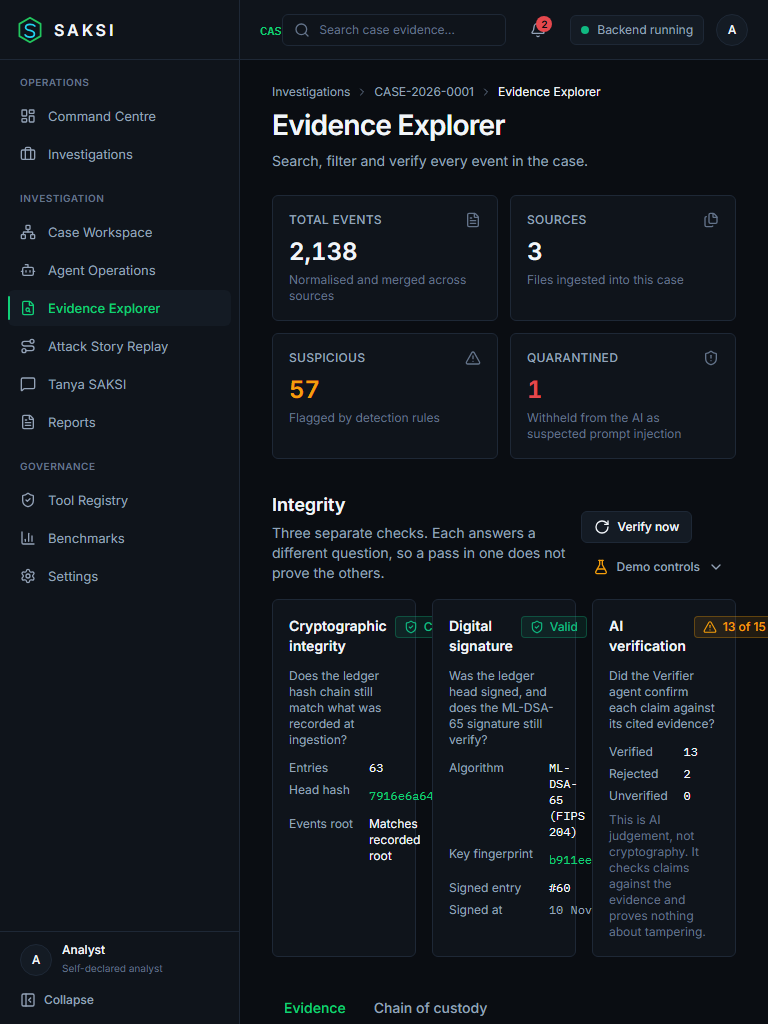 SAKSI
CAS
Search case evidence...
2
Backend running
A
OPERATIONS
Command Centre
Investigations
INVESTIGATION
Case Workspace
Agent Operations
Evidence Explorer
Attack Story Replay
Tanya SAKSI
Reports
GOVERNANCE
Tool Registry
Benchmarks
Settings
A
Analyst
Self-declared analyst
Collapse
Investigations > CASE-2026-0001 > Evidence Explorer
Evidence Explorer
Search, filter and verify every event in the case.
TOTAL EVENTS
2,138
Normalised and merged across
sources
SOURCES
3
Files ingested into this case
SUSPICIOUS
57
Flagged by detection rules
QUARANTINED
1
Withheld from the AI as
suspected prompt injection
Integrity
Three separate checks. Each answers a
different question, so a pass in one does not
prove the others.
Verify now
Demo controls
Cryptographic
integrity
C
Does the ledger
hash chain still
match what was
recorded at
ingestion?
Entries 63
Head hash 7916e6a64
Events root Matches
recorded
root
Digital
signature
Valid
Was the ledger
head signed, and
does the ML-DSA-
65 signature still
verify?
Algorithm ML-
DSA-
65
(FIPS
204)
Key fingerprint b911ee
Signed entry #60
Signed at 10 Nov
AI
verification
13 of 15
Did the Verifier
agent confirm
each claim against
its cited evidence?
Verified 13
Rejected 2
Unverified 0
This is AI
judgement, not
cryptography. It
checks claims
against the
evidence and
proves nothing
about tampering.
Evidence
Chain of custody